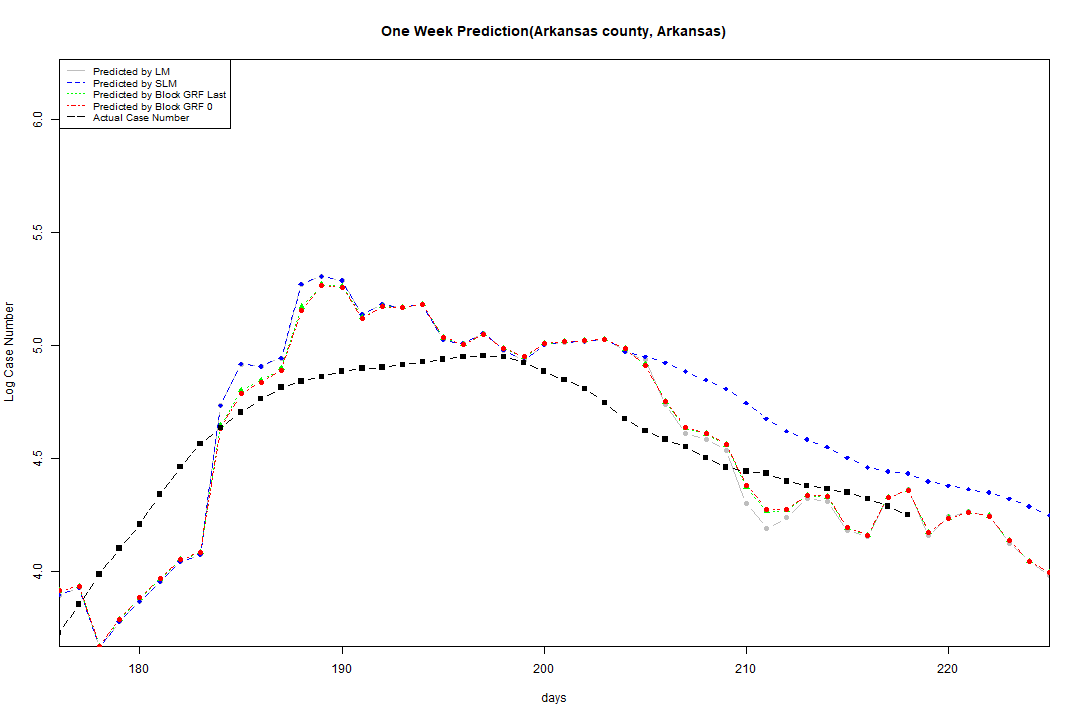 One Week Prediction(Arkansas county, Arkansas)
Predicted by LM
Predicted by SLM
Predicted by Block GRF Last
Predicted by Block GRF 0
Actual Case Number
6.0
5.5
5.0
4.5
4.0
Log Case Number
180 190 200 210 220
days